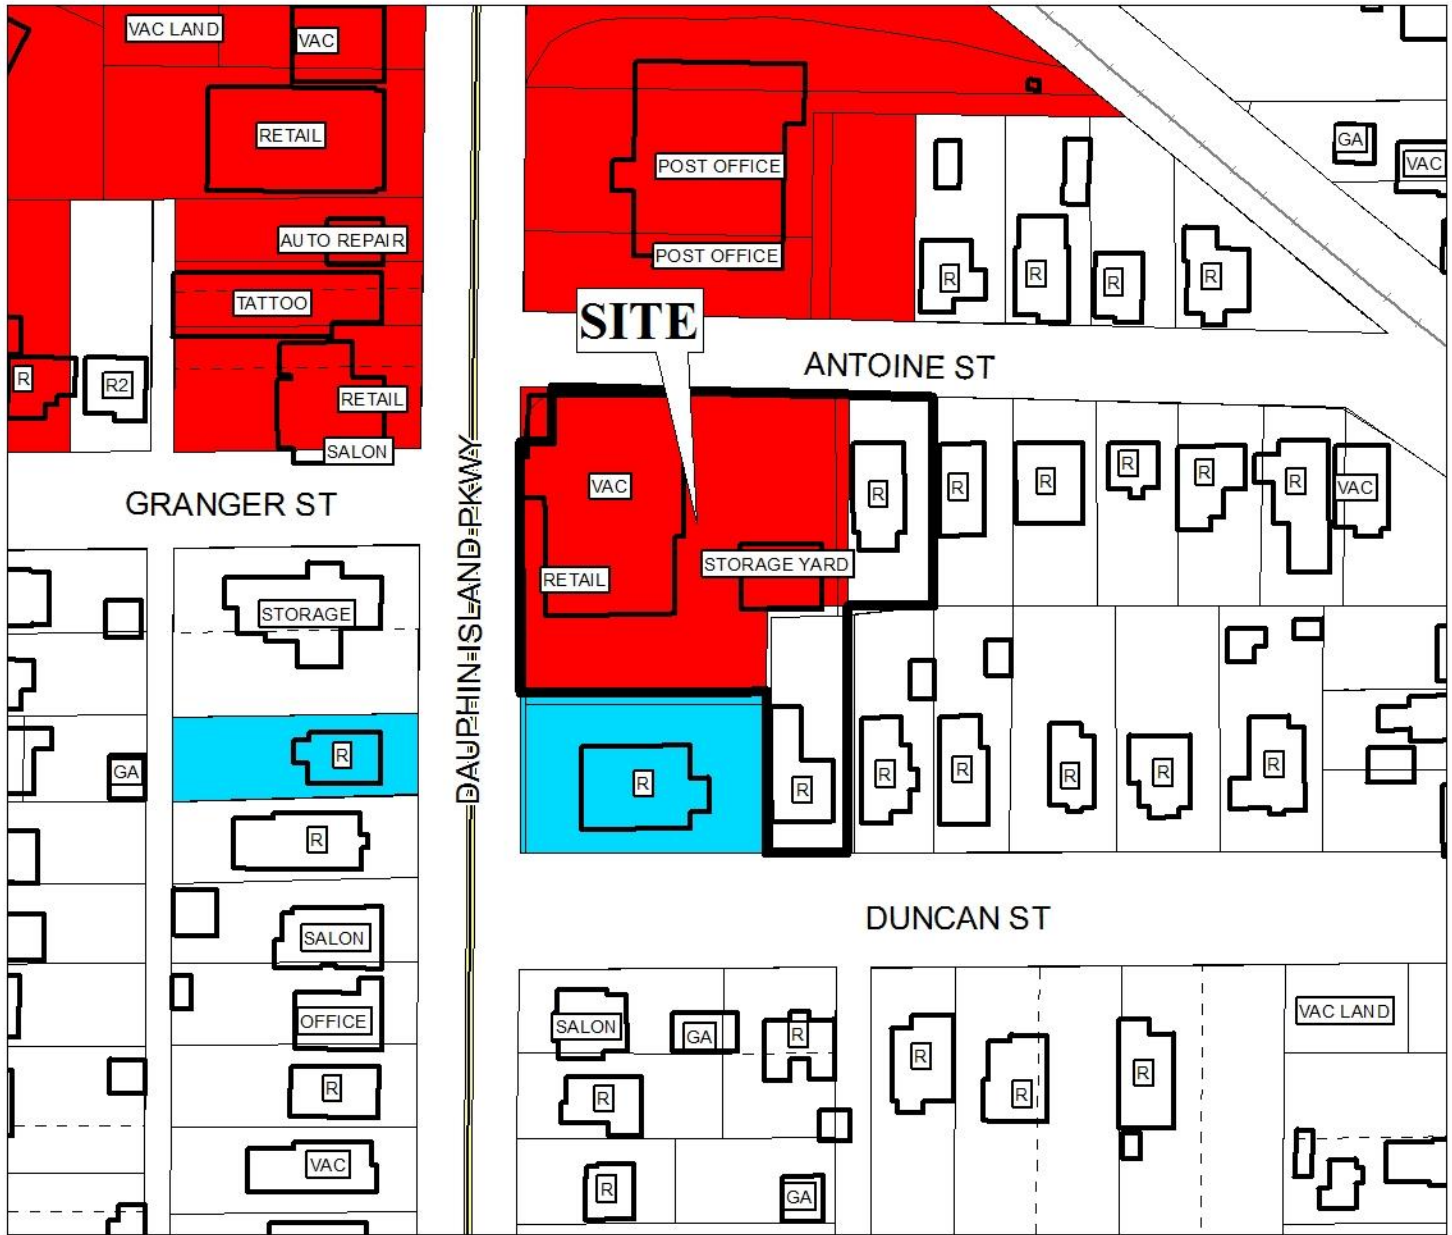 VAC LAND
VAC
RETAIL
POST OFFICE
GA
VAC
AUTO REPAIR
POST OFFICE
TATTOO
R
R
R
R
SITE
ANTOINE ST
R
R2
RETAIL
SALON
GRANGER ST
DAUPHIN ISLAND PKWY
VAC
R
R
R
R
R
R
VAC
STORAGE YARD
RETAIL
STORAGE
R
GA
R
R
R
R
R
R
R
R
DUNCAN ST
SALON
OFFICE
SALON
GA
R
VAC LAND
R
R
R
R
R
VAC
R
GA